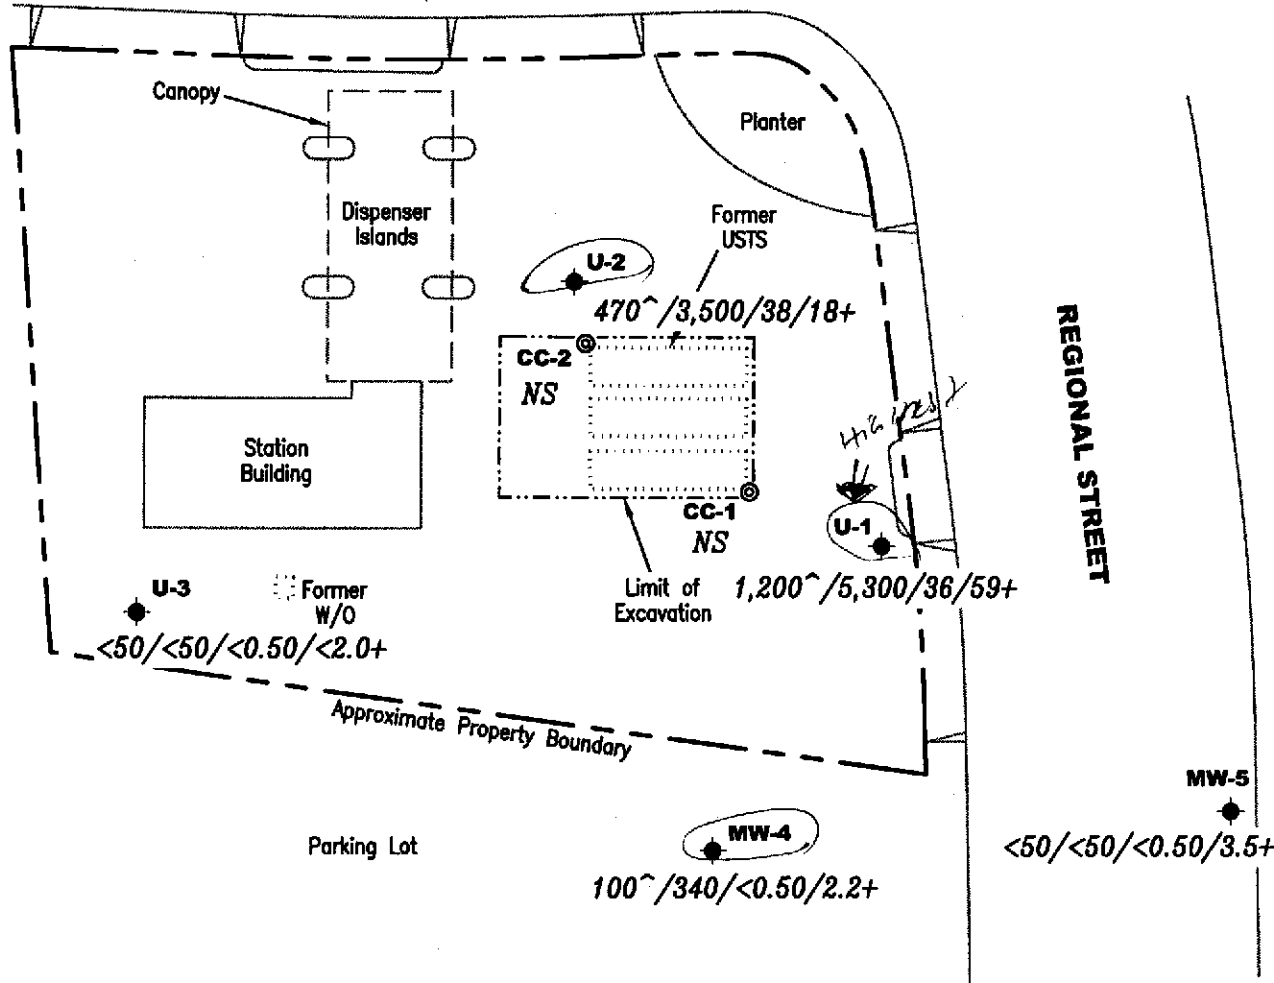 Canopy
Planter
Dispenser
Islands
Former
USTS
U-2
470^/3,500/38/18+
REGIONAL STREET
CC-2
NS
HIGHEST
Station
Building
CC-1
NS
U-1
1,200^/5,300/36/59+
Limit of
Excavation
U-3
Former
W/O
<50/<50/<0.50/<2.0+
Approximate Property Boundary
MW-5
<50/<50/<0.50/3.5+
Parking Lot
MW-4
100^/340/<0.50/2.2+